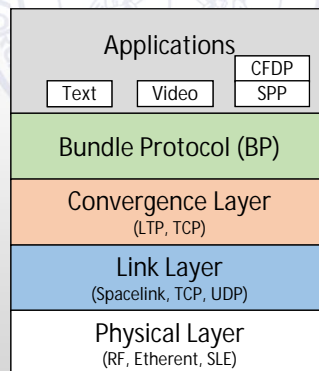 Applications
CFDP
Text Video SPP
Bundle Protocol (BP)
Convergence Layer
(LTP, TCP)
Link Layer
(Spacelink, TCP, UDP)
Physical Layer
(RF, Etherent, SLE)